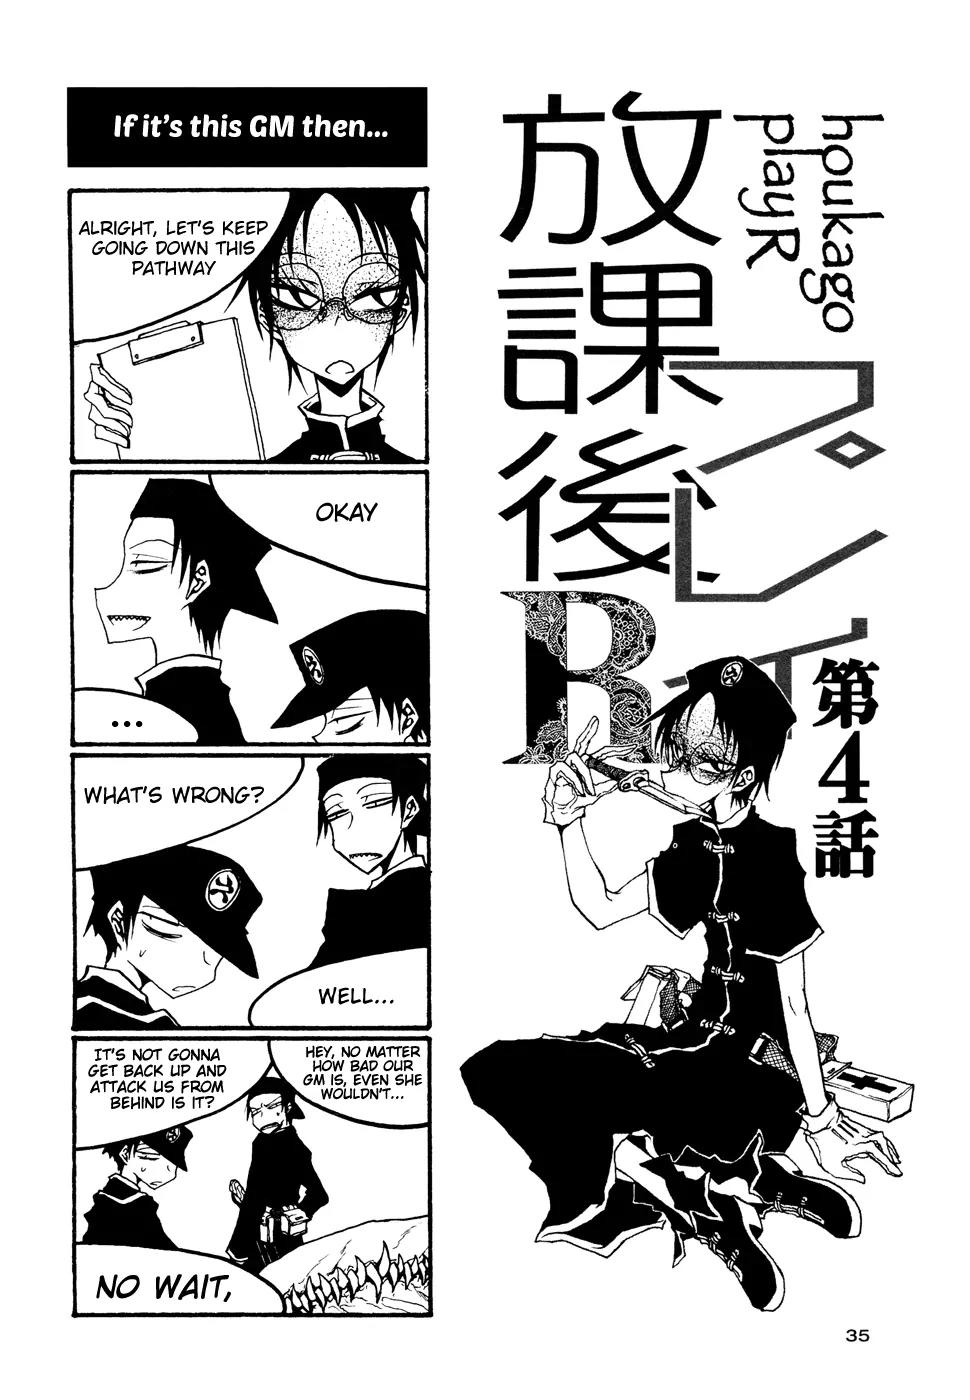 houkago
playR
放課後
プレイ
R
第4話
If it's this GM then...
ALRIGHT, LET'S KEEP
GOING DOWN THIS
PATHWAY
OKAY
...
WHAT'S WRONG?
WELL...
HEY, NO MATTER
HOW BAD OUR
GM IS, EVEN SHE
WOULDN'T...
IT'S NOT GONNA
GET BACK UP AND
ATTACK US FROM
BEHIND IS IT?
NO WAIT,
35